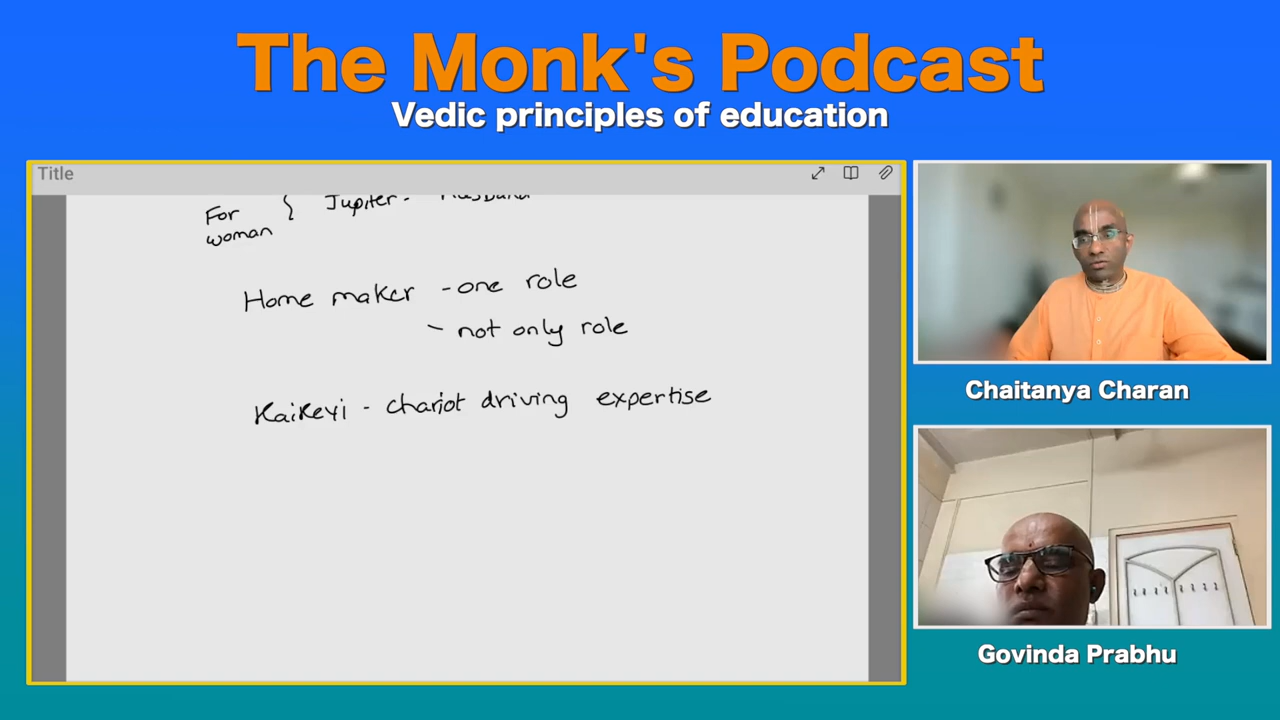 The Monk's Podcast
Vedic principles of education
Title
For { Jupiter - Husband
woman
Home maker - one role
- not only role
Kaikeyi - chariot driving expertise
Chaitanya Charan
Govinda Prabhu